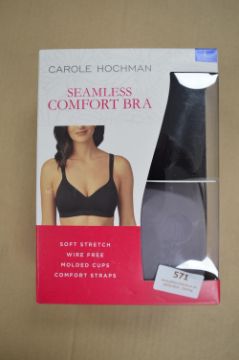 CAROLE HOCHMAN
SEAMLESS
COMFORT BRA
SOFT STRETCH
WIRE FREE
MOLDED CUPS
COMFORT STRAPS
571